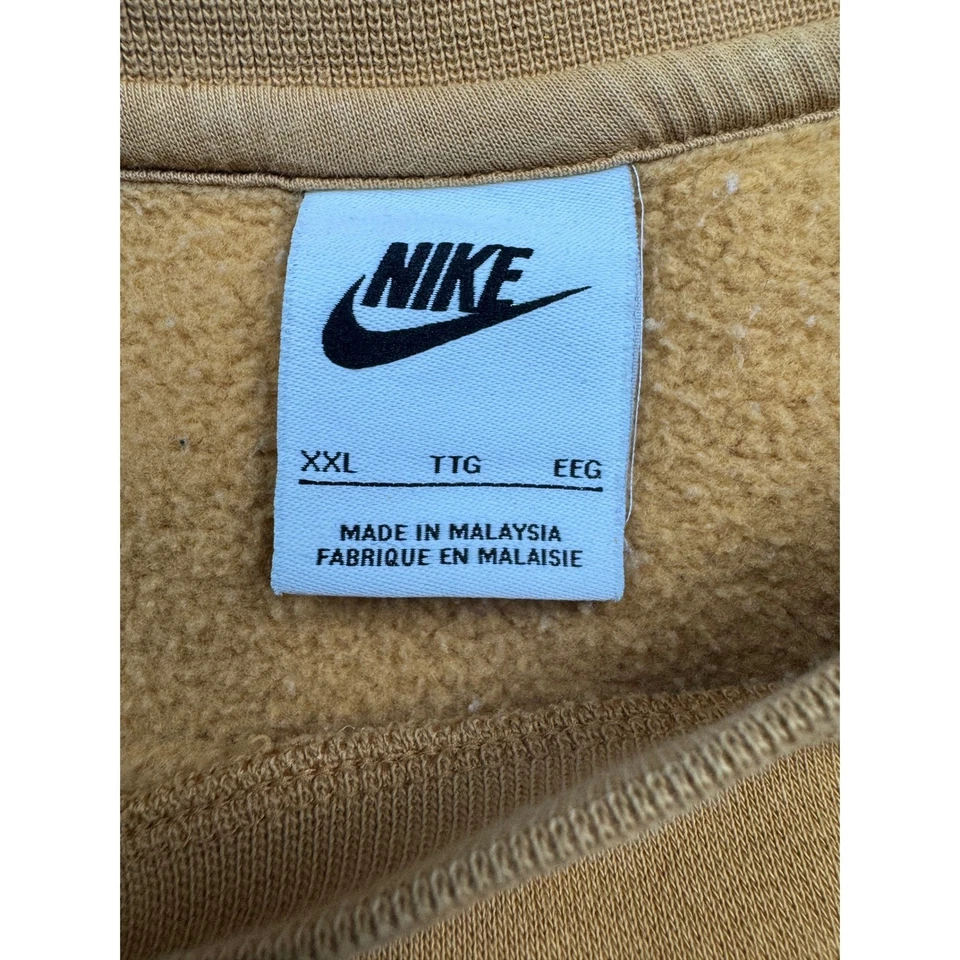 NIKE
XXL TTG EEG
MADE IN MALAYSIA
FABRIQUE EN MALAISIE